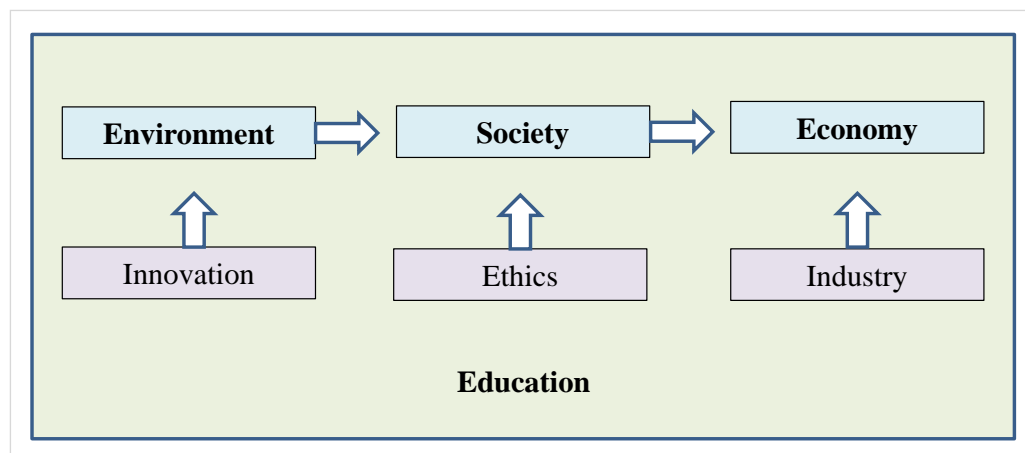 Environment
Society
Economy
Innovation
Ethics
Industry
Education